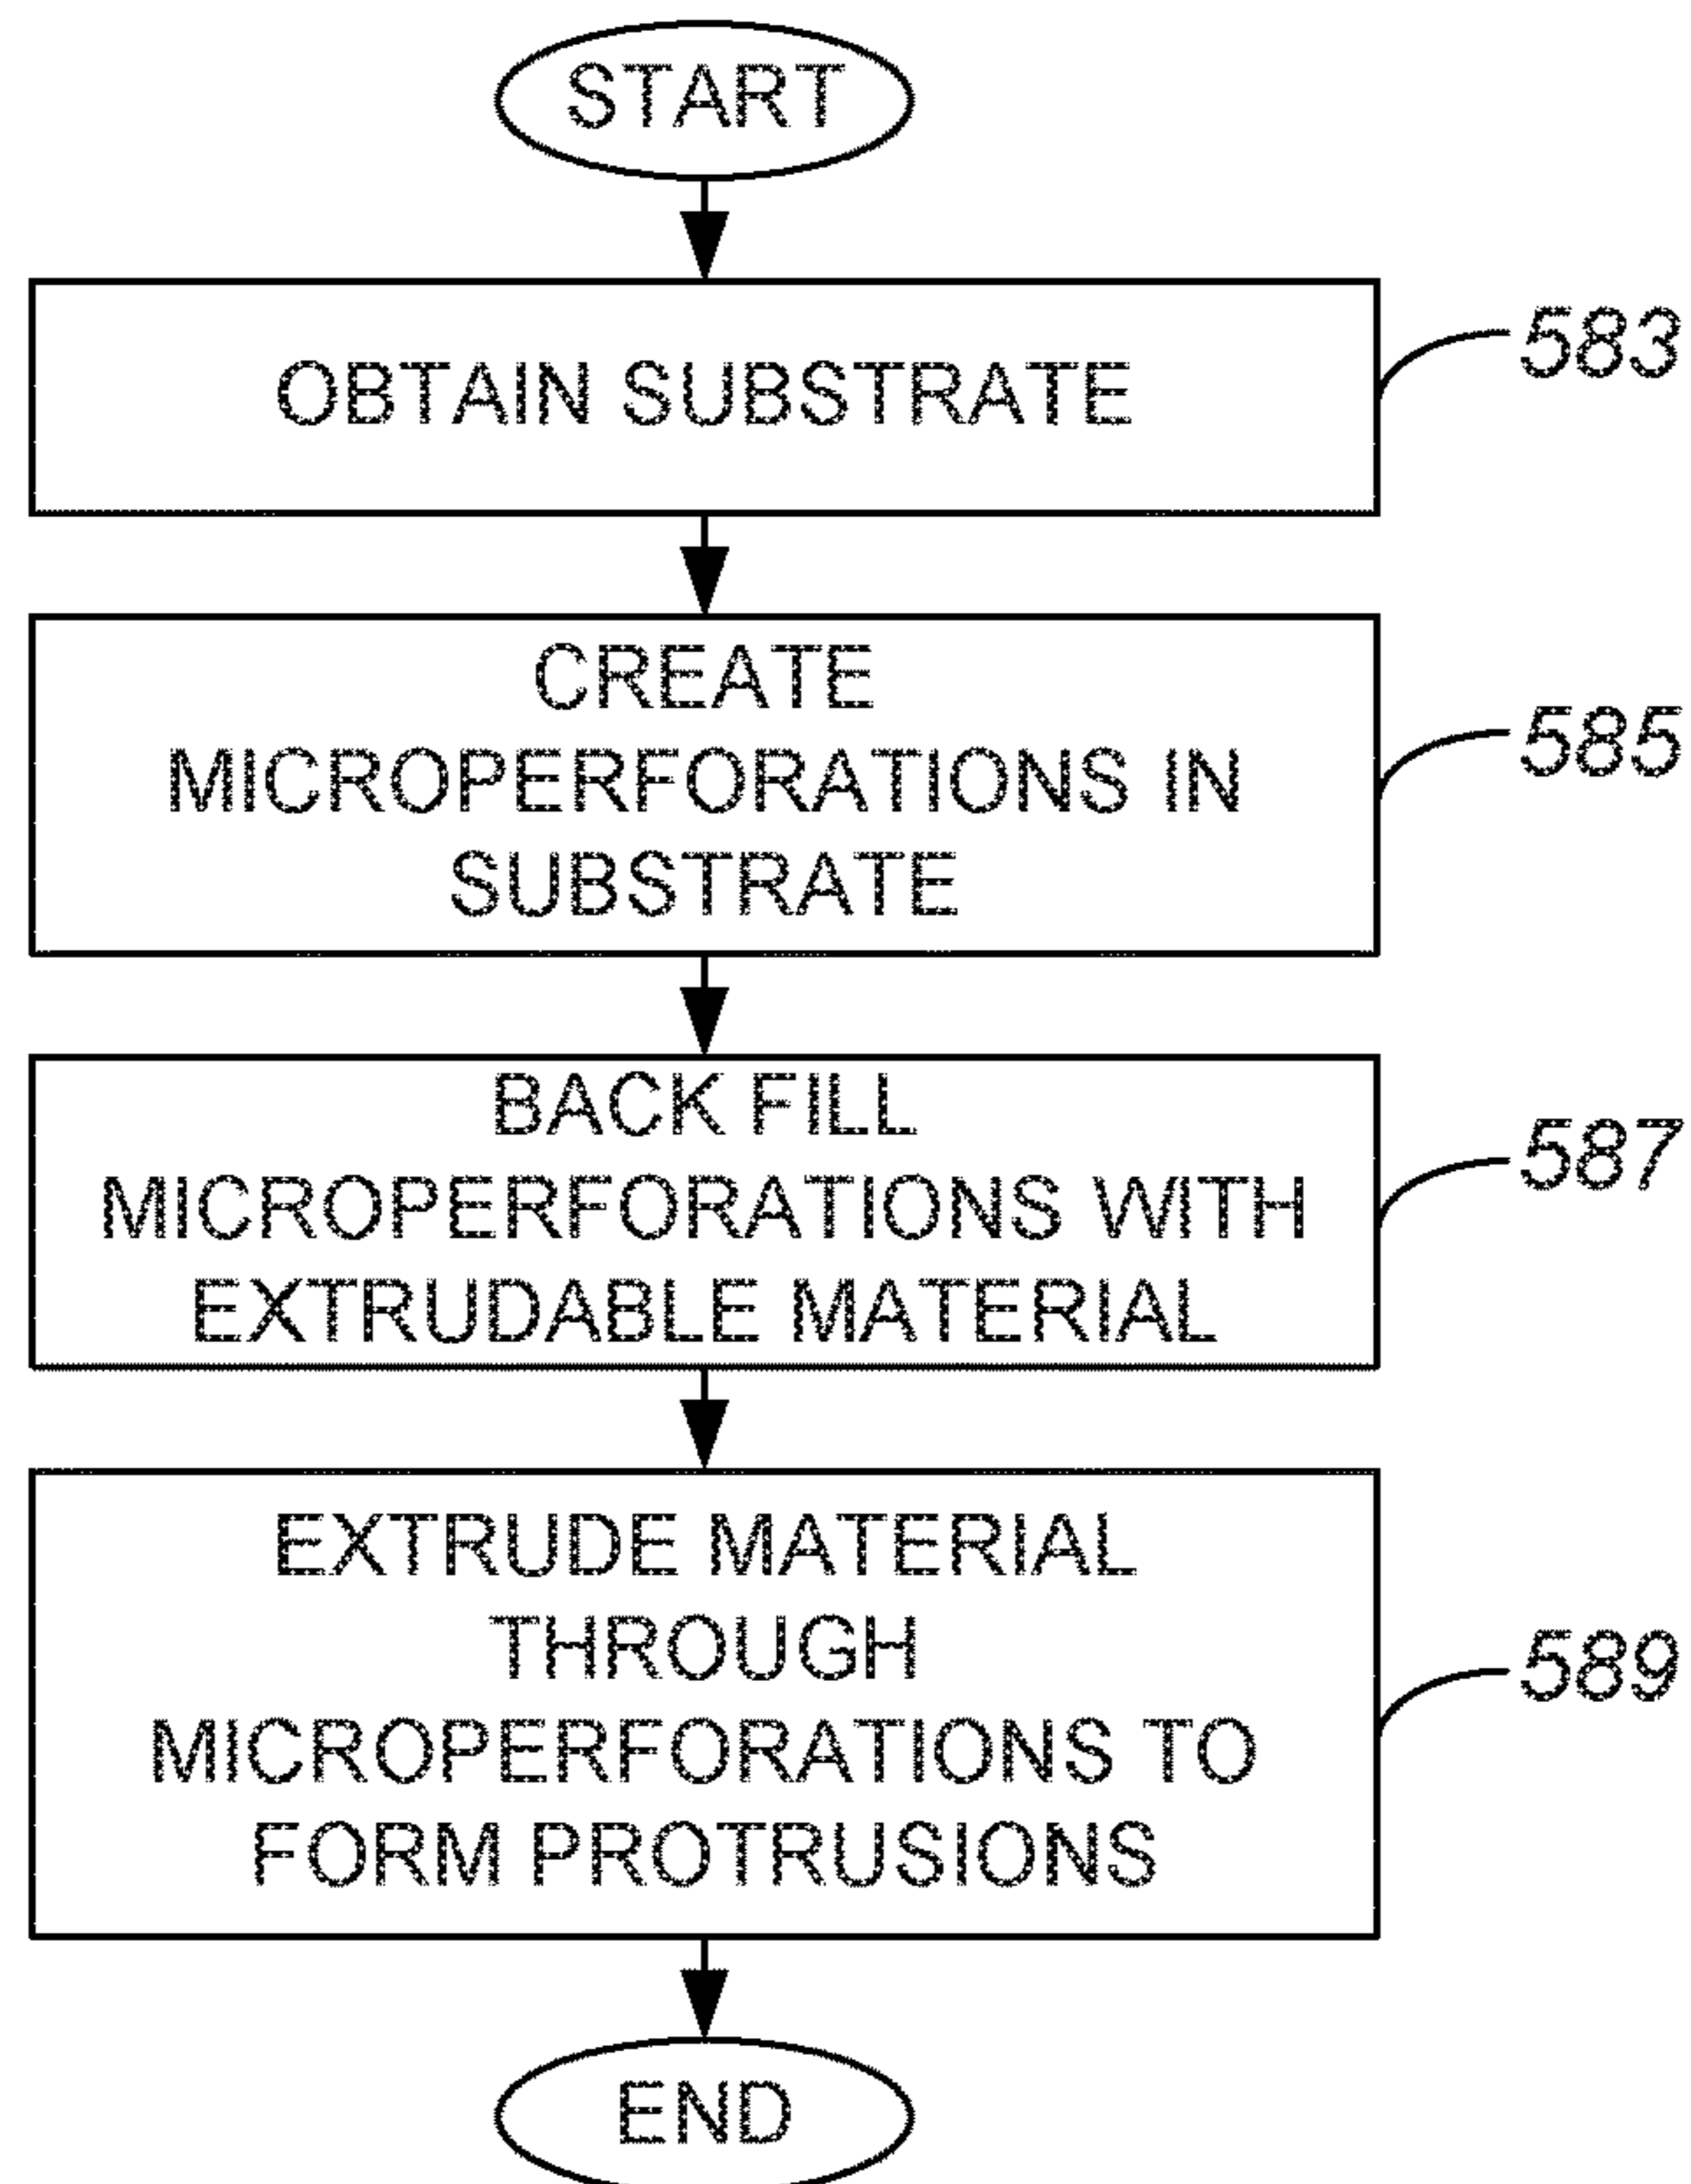 START
OBTAIN SUBSTRATE
583
CREATE
MICROPERFORATIONS IN
SUBSTRATE
585
BACK FILL
MICROPERFORATIONS WITH
EXTRUDABLE MATERIAL
587
EXTRUDE MATERIAL
THROUGH
MICROPERFORATIONS TO
FORM PROTRUSIONS
589
END